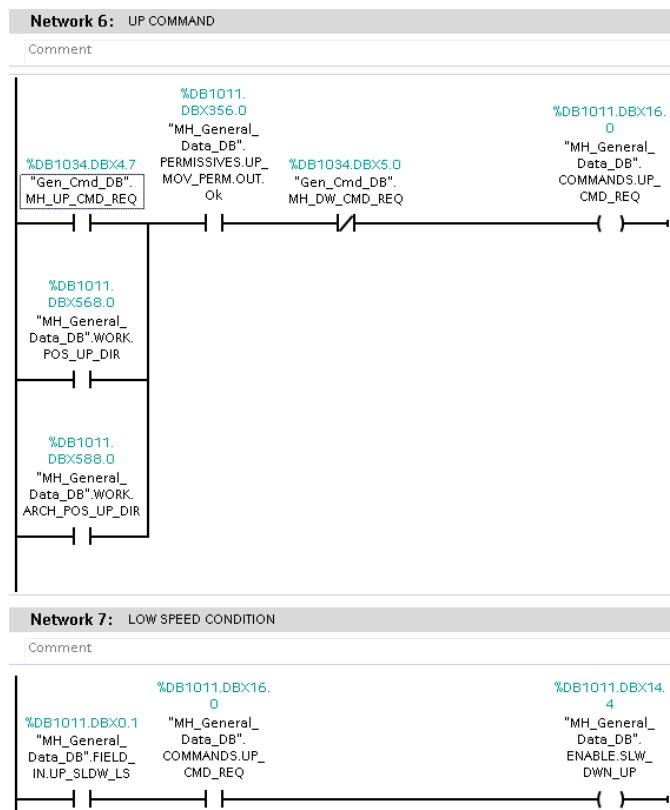 Network 6: UP COMMAND
Comment
%DB1034.DBX4.7
"Gen_Cmd_DB".
MH_UP_CMD_REQ
%DB1011.
DBX356.0
"MH_General_
Data_DB".
PERMISSIVES.UP_
MOV_PERM.OUT.
Ok
%DB1034.DBX5.0
"Gen_Cmd_DB".
MH_DW_CMD_REQ
%DB1011.DBX16.
0
"MH_General_
Data_DB".
COMMANDS.UP_
CMD_REQ
%DB1011.
DBX568.0
"MH_General_
Data_DB".WORK.
POS_UP_DIR
%DB1011.
DBX588.0
"MH_General_
Data_DB".WORK.
ARCH_POS_UP_DIR
Network 7: LOW SPEED CONDITION
Comment
%DB1011.DBX0.1
"MH_General_
Data_DB".FIELD_
IN.UP_SLDW_LS
%DB1011.DBX16.
0
"MH_General_
Data_DB".
COMMANDS.UP_
CMD_REQ
%DB1011.DBX14.
4
"MH_General_
Data_DB".
ENABLE.SLW_
DWN_UP